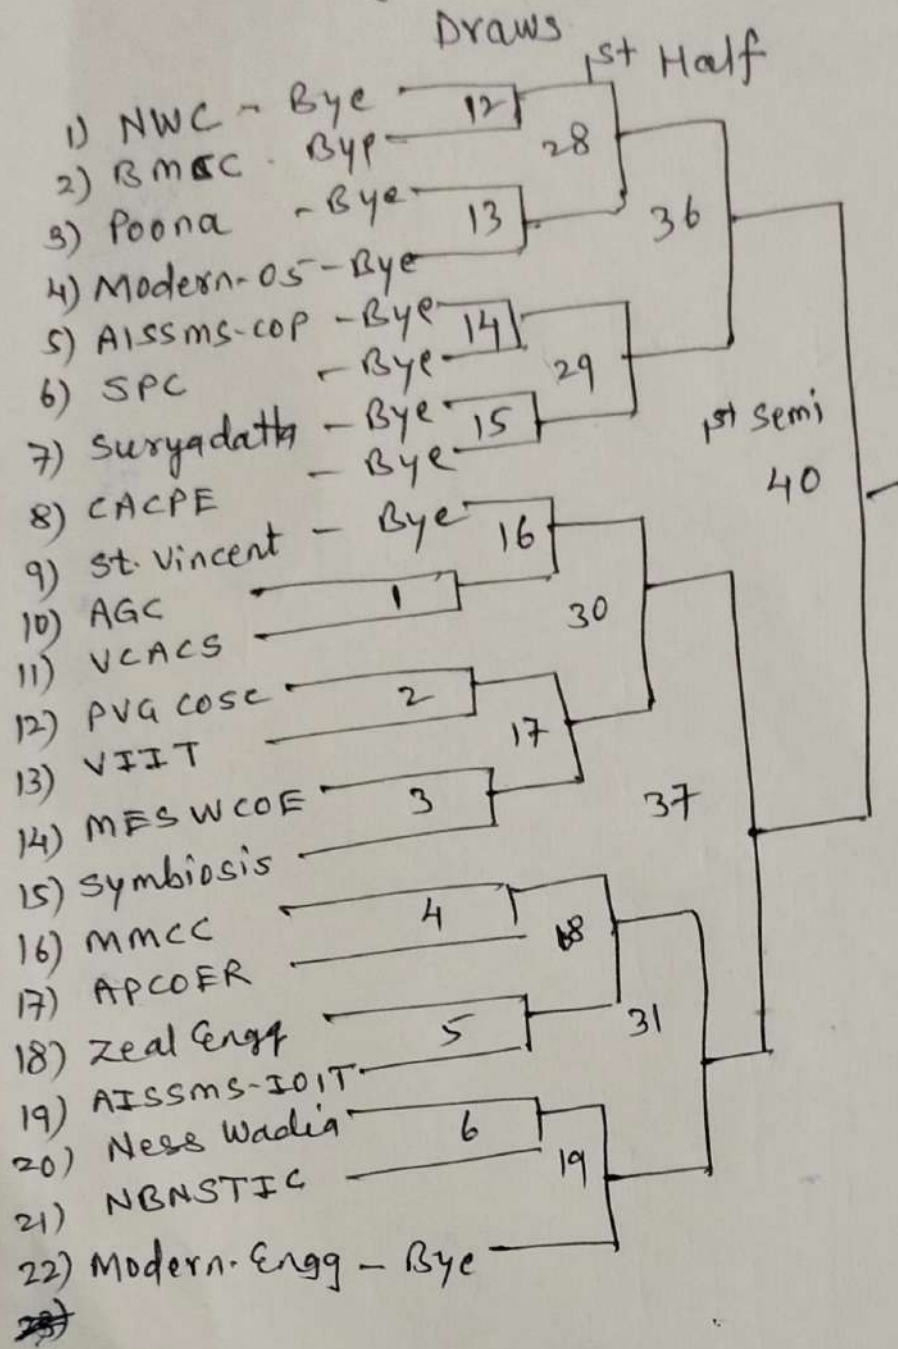 Draws
1st Half
1) NWC - Bye
2) BMCC - Bye
3) Poona - Bye
4) Modern-05 - Bye
5) AISSMS-COP - Bye
6) SPC - Bye
7) Suryadatta - Bye
8) CACPE - Bye
9) St. Vincent - Bye
10) AGC
11) VCACS
12) PVG COSC
13) VIIT
14) MES WCOE
15) Symbiosis
16) MMCC
17) APCOER
18) Zeal Engg
19) AISSMS-IOIT
20) Ness Wadia
21) NBNSTIC
22) Modern. Engg - Bye
12
13
14
15
16
1
2
17
3
4
18
5
6
19
28
29
30
31
36
37
1st Semi
40